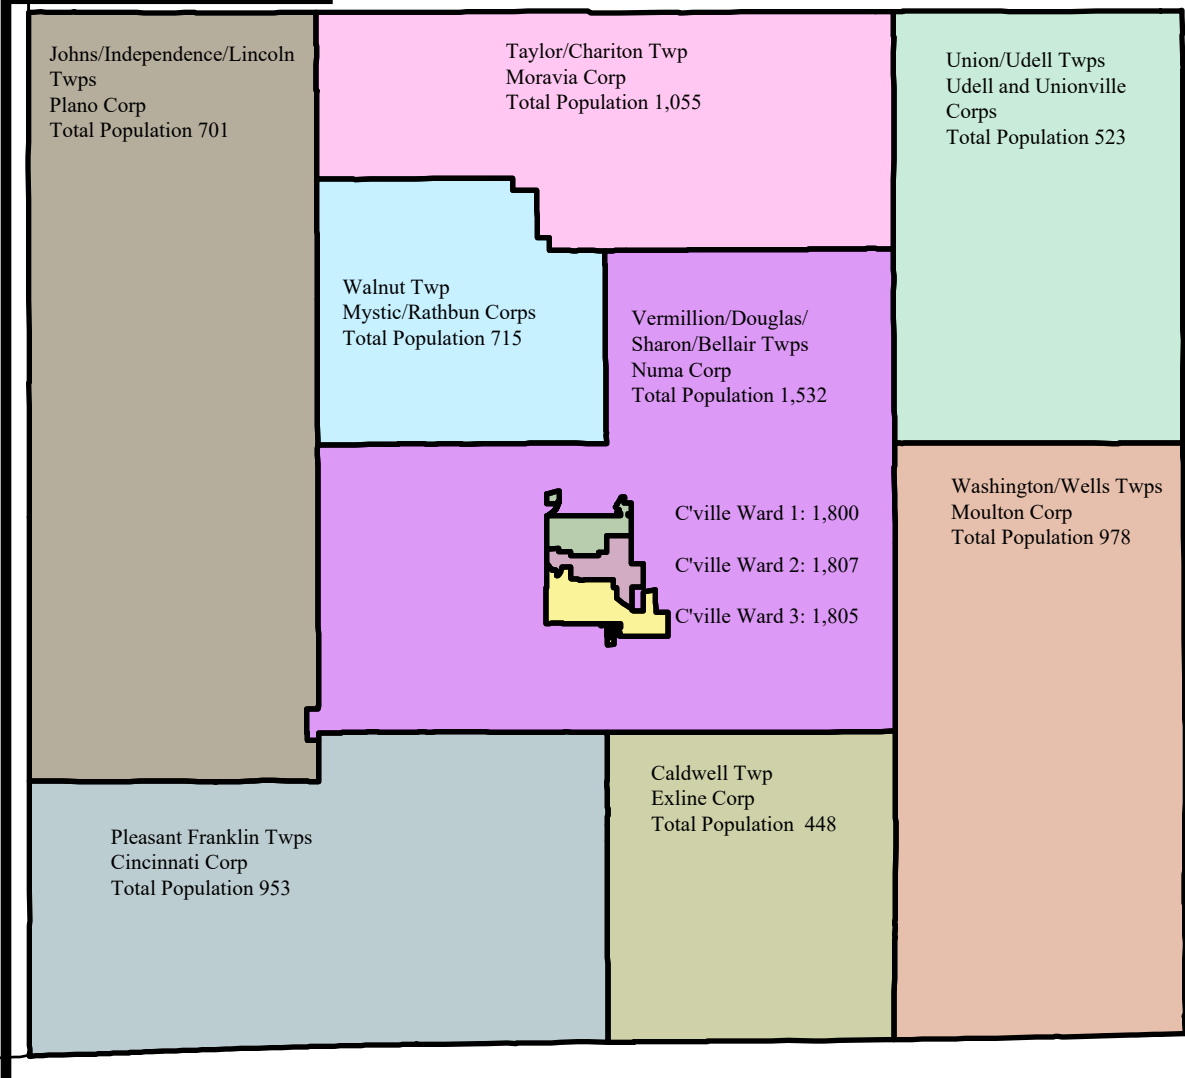 Johns/Independence/Lincoln
Twps
Plano Corp
Total Population 701
Taylor/Chariton Twp
Moravia Corp
Total Population 1,055
Union/Udell Twps
Udell and Unionville
Corps
Total Population 523
Walnut Twp
Mystic/Rathbun Corps
Total Population 715
Vermillion/Douglas/
Sharon/Bellair Twps
Numa Corp
Total Population 1,532
C'ville Ward 1: 1,800
C'ville Ward 2: 1,807
C'ville Ward 3: 1,805
Washington/Wells Twps
Moulton Corp
Total Population 978
Pleasant Franklin Twps
Cincinnati Corp
Total Population 953
Caldwell Twp
Exline Corp
Total Population  448